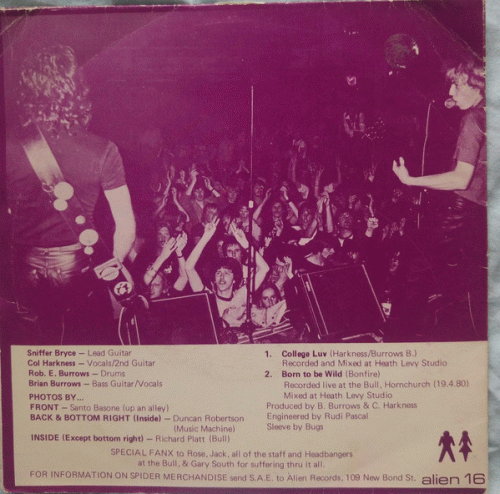 Sniffer Bryce — Lead Guitar
Col Harkness — Vocals/2nd Guitar
Rob. E. Burrows — Drums
Brian Burrows — Bass Guitar/Vocals
PHOTOS BY...
FRONT — Santo Basone (up an alley)
BACK & BOTTOM RIGHT (Inside) — Duncan Robertson
(Music Machine)
INSIDE (Except bottom right) — Richard Platt (Bull)
1. College Luv (Harkness/Burrows B.)
Recorded and Mixed at Heath Levy Studio
2. Born to be Wild (Bonfire)
Recorded live at the Bull, Hornchurch (19.4.80)
Mixed at Heath Levy Studio
Produced by B. Burrows & C. Harkness
Engineered by Rudi Pascal
Sleeve by Bugs
SPECIAL FANX to Rose, Jack, all of the staff and Headbangers
at the Bull, & Gary South for suffering thru it all.
FOR INFORMATION ON SPIDER MERCHANDISE send S.A.E. to Alien Records, 109 New Bond St.
alien 16